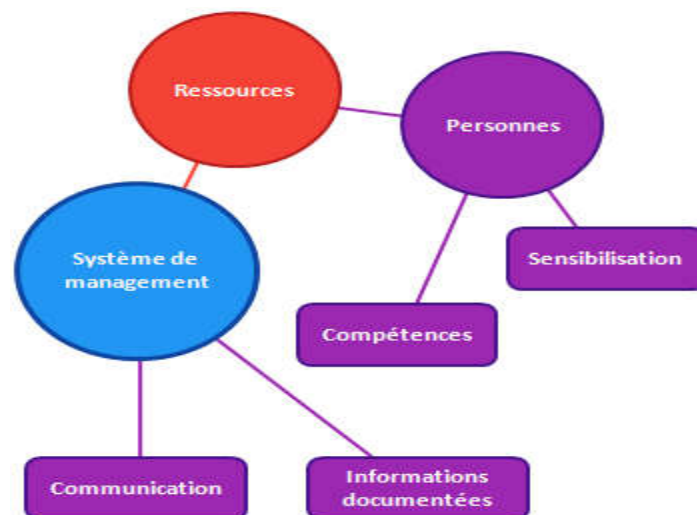 Ressources
Personnes
Système de
management
Sensibilisation
Compétences
Communication
Informations
documentées